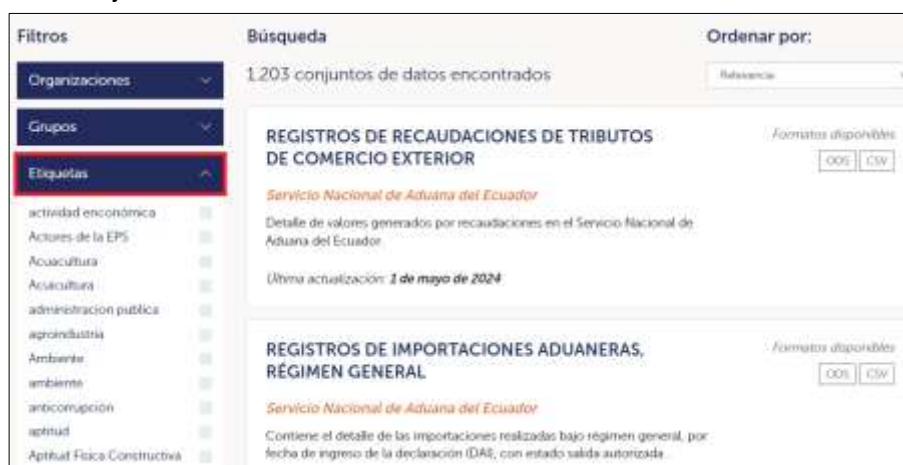 Filtros
Organizaciones
Grupos
Etiquetas
actividad enconómica
Actores de la EPS
Acuacultura
Acuicultura
administracion publica
agroindustria
Ambiente
ambiente
anticorrupción
aptitud
Aptitud Física Constructiva
Búsqueda
1.203 conjuntos de datos encontrados
Ordenar por:
Relevancia
REGISTROS DE RECAUDACIONES DE TRIBUTOS
DE COMERCIO EXTERIOR
Formatos disponibles
ODS CSV
Servicio Nacional de Aduana del Ecuador
Detalle de valores generados por recaudaciones en el Servicio Nacional de
Aduana del Ecuador
Última actualización: 1 de mayo de 2024
REGISTROS DE IMPORTACIONES ADUANERAS,
RÉGIMEN GENERAL
Formatos disponibles
ODS CSV
Servicio Nacional de Aduana del Ecuador
Contiene el detalle de las importaciones realizadas bajo régimen general, por
fecha de ingreso de la declaración (DAI), con estado salida autorizada